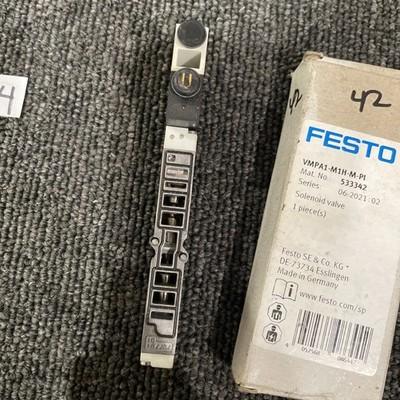 4
42
FESTO
VMPA1-M1H-M-PI
Mat. No. 533342
Series: 06.2021 : 02
Solenoid valve
1 piece(s)
Festo SE & Co. KG •
DE-73734 Esslingen
Made in Germany
www.festo.com/sp